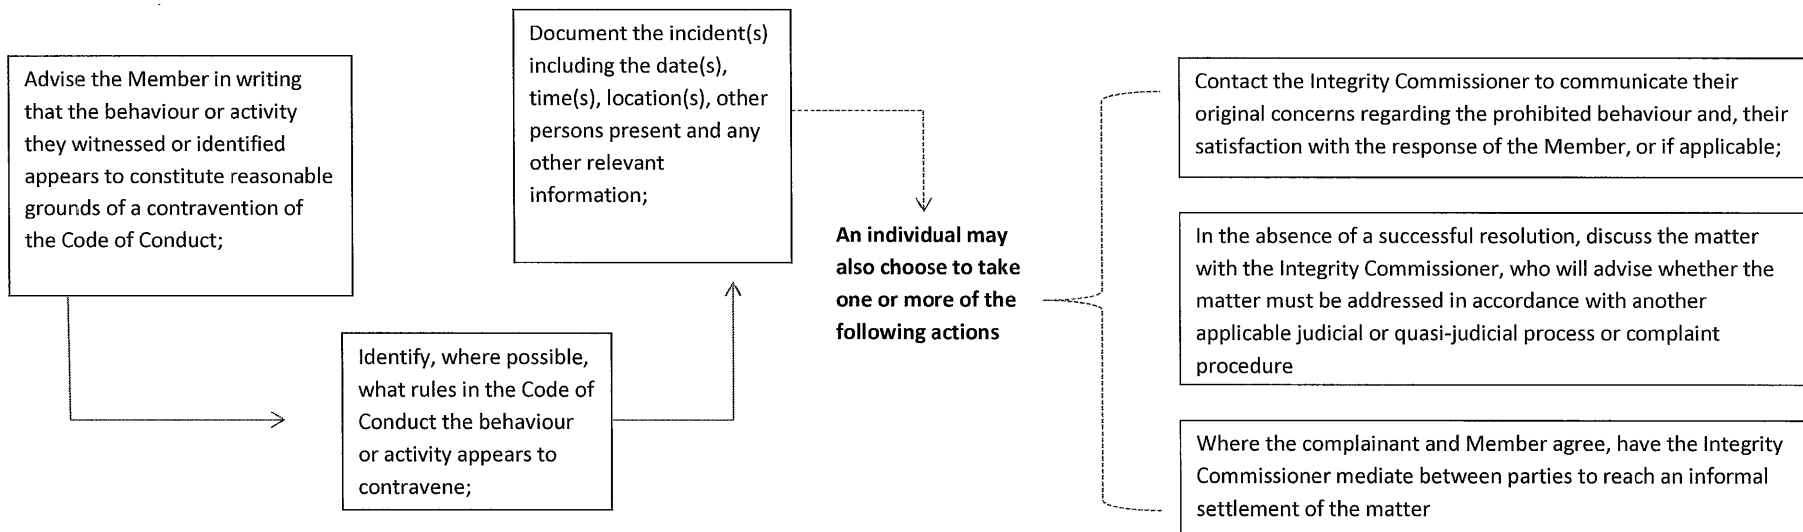 Advise the Member in writing
that the behaviour or activity
they witnessed or identified
appears to constitute reasonable
grounds of a contravention of
the Code of Conduct;
Identify, where possible,
what rules in the Code of
Conduct the behaviour
or activity appears to
contravene;
Document the incident(s)
including the date(s),
time(s), location(s), other
persons present and any
other relevant
information;
An individual may
also choose to take
one or more of the
following actions
Contact the Integrity Commissioner to communicate their
original concerns regarding the prohibited behaviour and, their
satisfaction with the response of the Member, or if applicable;
In the absence of a successful resolution, discuss the matter
with the Integrity Commissioner, who will advise whether the
matter must be addressed in accordance with another
applicable judicial or quasi-judicial process or complaint
procedure
Where the complainant and Member agree, have the Integrity
Commissioner mediate between parties to reach an informal
settlement of the matter